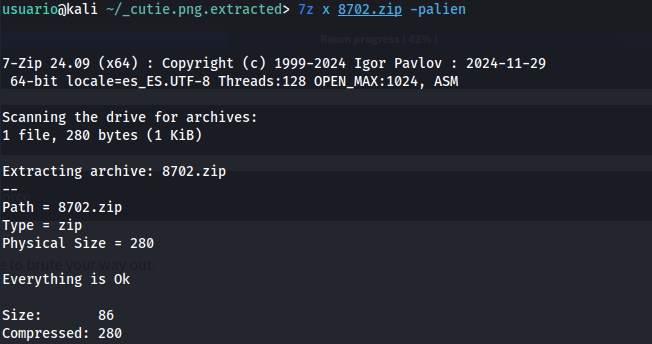 usuario@kali ~/_cutie.png.extracted> 7z x 8702.zip -palien
Room progress ( 42% )
7-Zip 24.09 (x64) : Copyright (c) 1999-2024 Igor Pavlov : 2024-11-29
 64-bit locale=es_ES.UTF-8 Threads:128 OPEN_MAX:1024, ASM
Scanning the drive for archives:
1 file, 280 bytes (1 KiB)
Extracting archive: 8702.zip
--
Path = 8702.zip
Type = zip
Physical Size = 280
e to brute your way out.
Everything is Ok
Size:       86
Compressed: 280